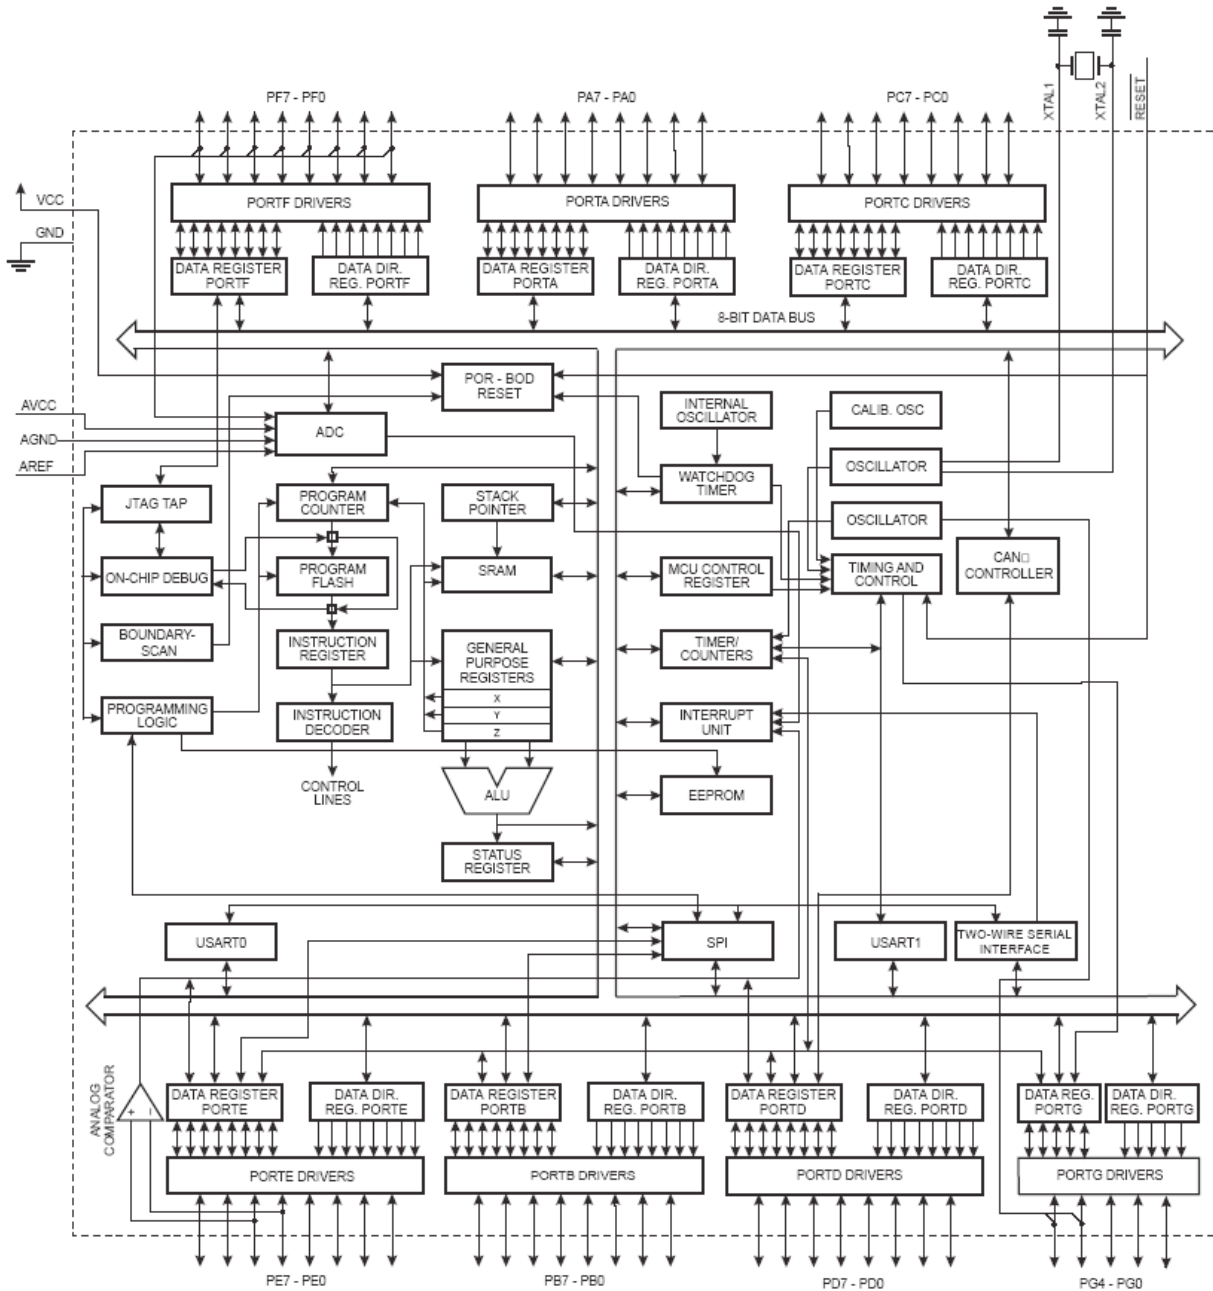 XTAL1
XTAL2
RESET
PF7 - PF0
PA7 - PA0
PC7 - PC0
VCC
GND
PORTF DRIVERS
PORTA DRIVERS
PORTC DRIVERS
DATA REGISTER
PORTF
DATA DIR.
REG. PORTF
DATA REGISTER
PORTA
DATA DIR.
REG. PORTA
DATA REGISTER
PORTC
DATA DIR.
REG. PORTC
8-BIT DATA BUS
POR - BOD
RESET
INTERNAL
OSCILLATOR
CALIB. OSC
AVCC
AGND
AREF
ADC
OSCILLATOR
WATCHDOG
TIMER
JTAG TAP
PROGRAM
COUNTER
STACK
POINTER
OSCILLATOR
ON-CHIP DEBUG
PROGRAM
FLASH
SRAM
MCU CONTROL
REGISTER
TIMING AND
CONTROL
CAN□
CONTROLLER
BOUNDARY-
SCAN
INSTRUCTION
REGISTER
GENERAL
PURPOSE
REGISTERS
X
Y
Z
TIMER/
COUNTERS
PROGRAMMING
LOGIC
INSTRUCTION
DECODER
INTERRUPT
UNIT
CONTROL
LINES
ALU
EEPROM
STATUS
REGISTER
USART0
SPI
USART1
TWO-WIRE SERIAL
INTERFACE
ANALOG
COMPARATOR
+
−
DATA REGISTER
PORTE
DATA DIR.
REG. PORTE
DATA REGISTER
PORTB
DATA DIR.
REG. PORTB
DATA REGISTER
PORTD
DATA DIR.
REG. PORTD
DATA REG.
PORTG
DATA DIR.
REG. PORTG
PORTE DRIVERS
PORTB DRIVERS
PORTD DRIVERS
PORTG DRIVERS
PE7 - PE0
PB7 - PB0
PD7 - PD0
PG4 - PG0